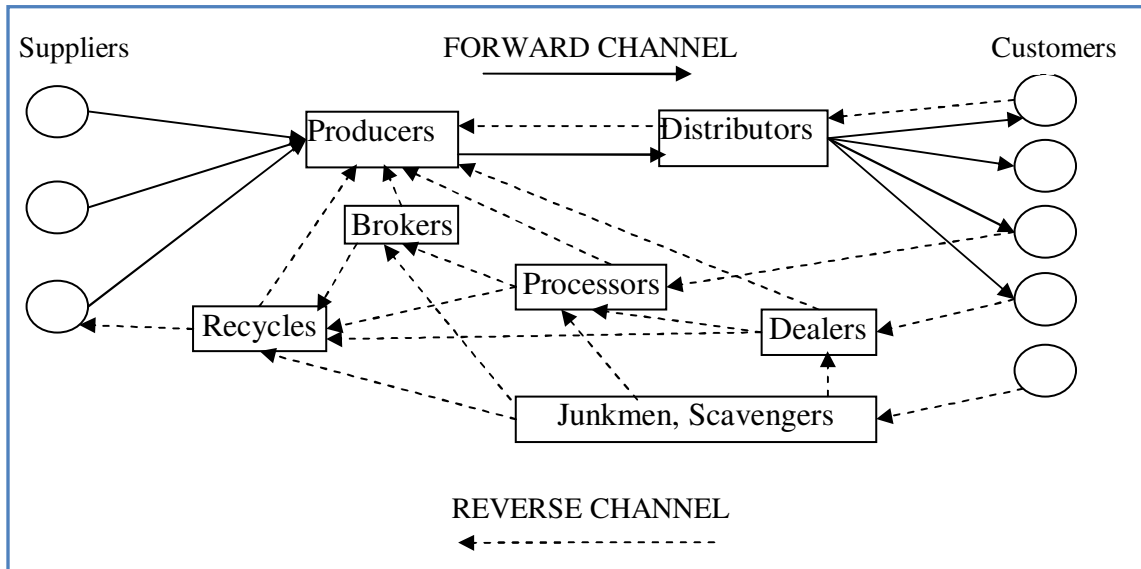 Suppliers
FORWARD CHANNEL
Customers
Producers
Distributors
Brokers
Processors
Recycles
Dealers
Junkmen, Scavengers
REVERSE CHANNEL